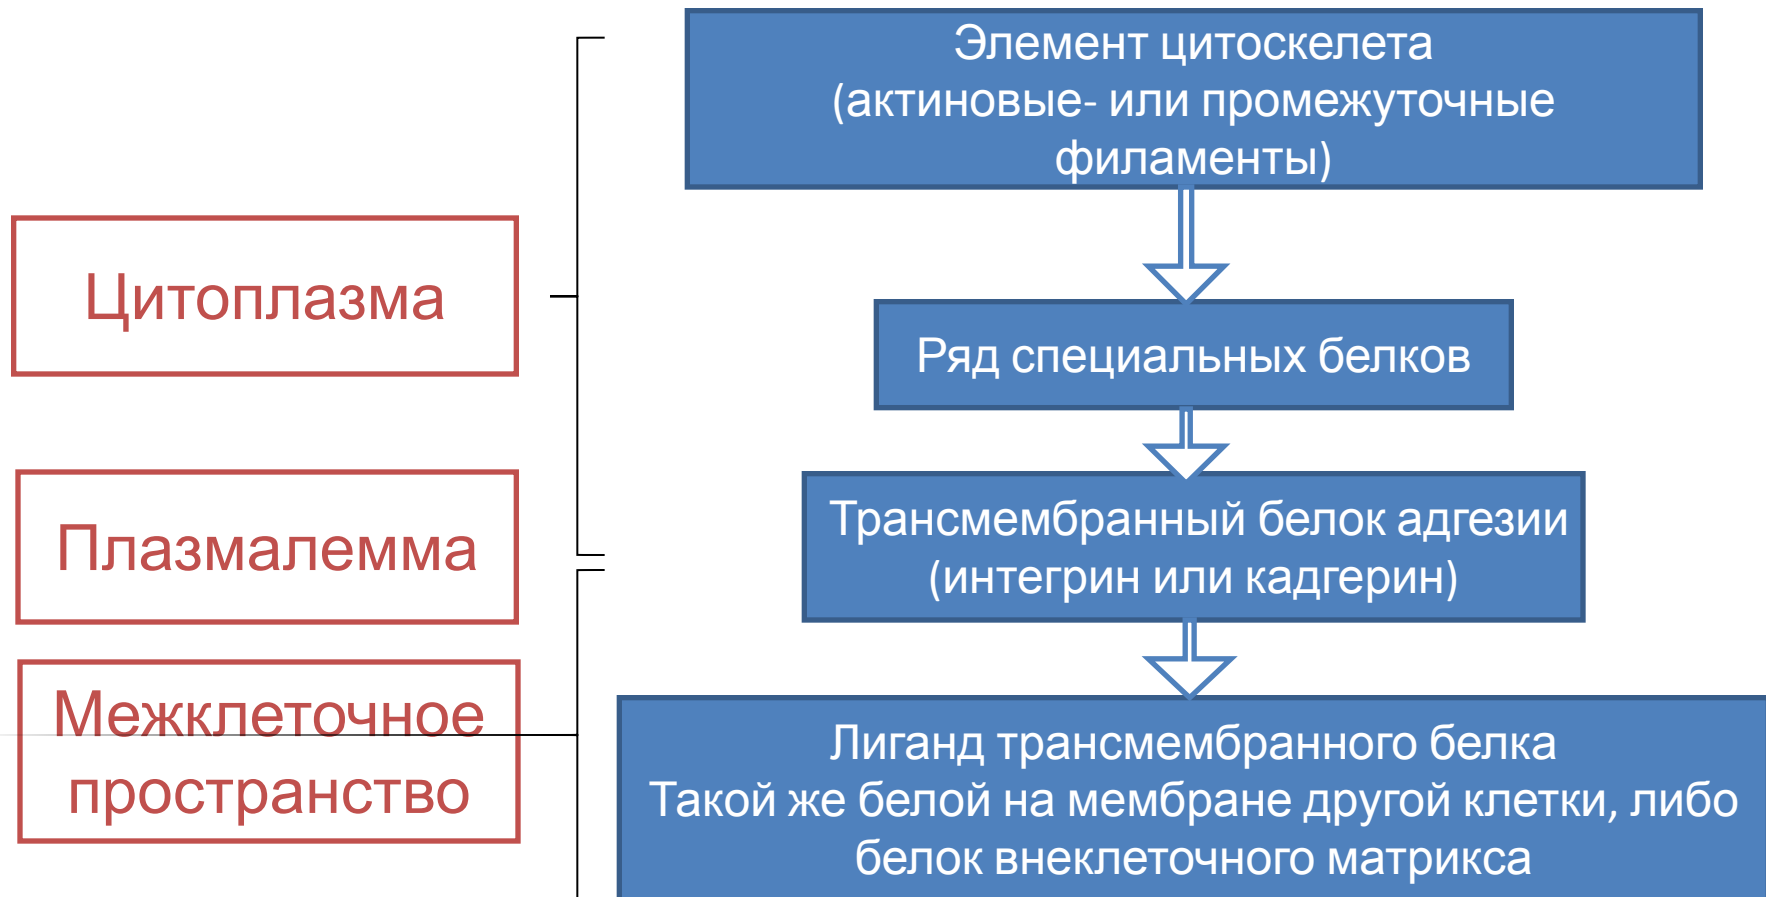 Элемент цитоскелета
(актиновые- или промежуточные
филаменты)
Цитоплазма
Ряд специальных белков
Плазмалемма
Трансмембранный белок адгезии
(интегрин или кадгерин)
Межклеточное
пространство
Лиганд трансмембранного белка
Такой же белой на мембране другой клетки, либо
белок внеклеточного матрикса